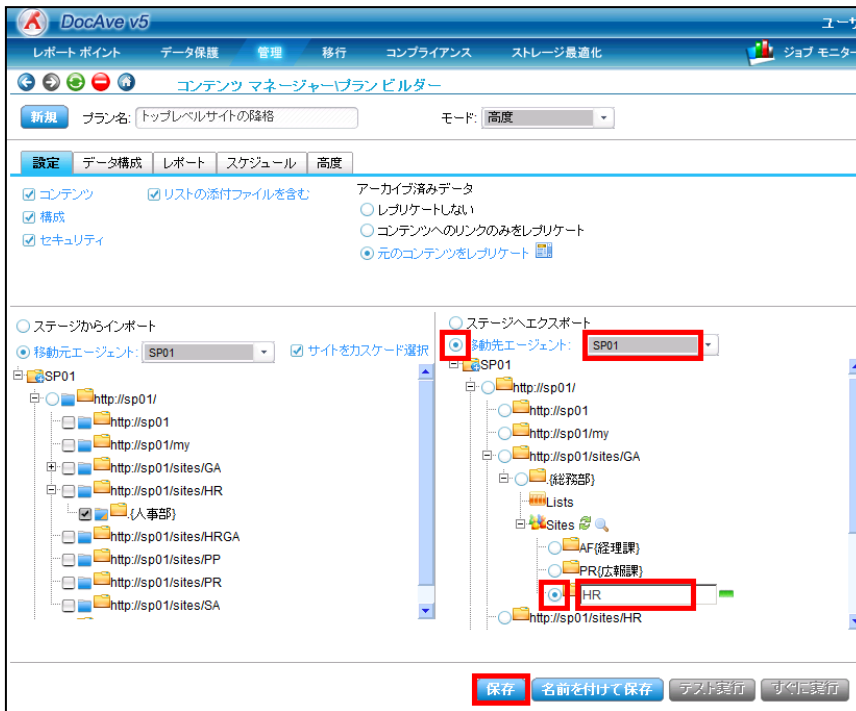 DocAve v5
ユーザ
レポート ポイント データ保護 管理 移行 コンプライアンス ストレージ最適化 ジョブ モニター
コンテンツ マネージャー\プラン ビルダー
新規 プラン名: トップレベルサイトの降格 モード: 高度
設定 データ構成 レポート スケジュール 高度
コンテンツ リストの添付ファイルを含む
構成
セキュリティ
アーカイブ済みデータ
レプリケートしない
コンテンツへのリンクのみをレプリケート
元のコンテンツをレプリケート
ステージからインポート
移動元エージェント: SP01 サイトをカスケード選択
SP01
http://sp01/
http://sp01
http://sp01/my
http://sp01/sites/GA
http://sp01/sites/HR
.{人事部}
http://sp01/sites/HRGA
http://sp01/sites/PP
http://sp01/sites/PR
http://sp01/sites/SA
ステージへエクスポート
移動先エージェント: SP01
SP01
http://sp01/
http://sp01
http://sp01/my
http://sp01/sites/GA
.{総務部}
Lists
Sites
AF{経理課}
PR{広報課}
HR
http://sp01/sites/HR
保存 名前を付けて保存 テスト実行 すぐに実行